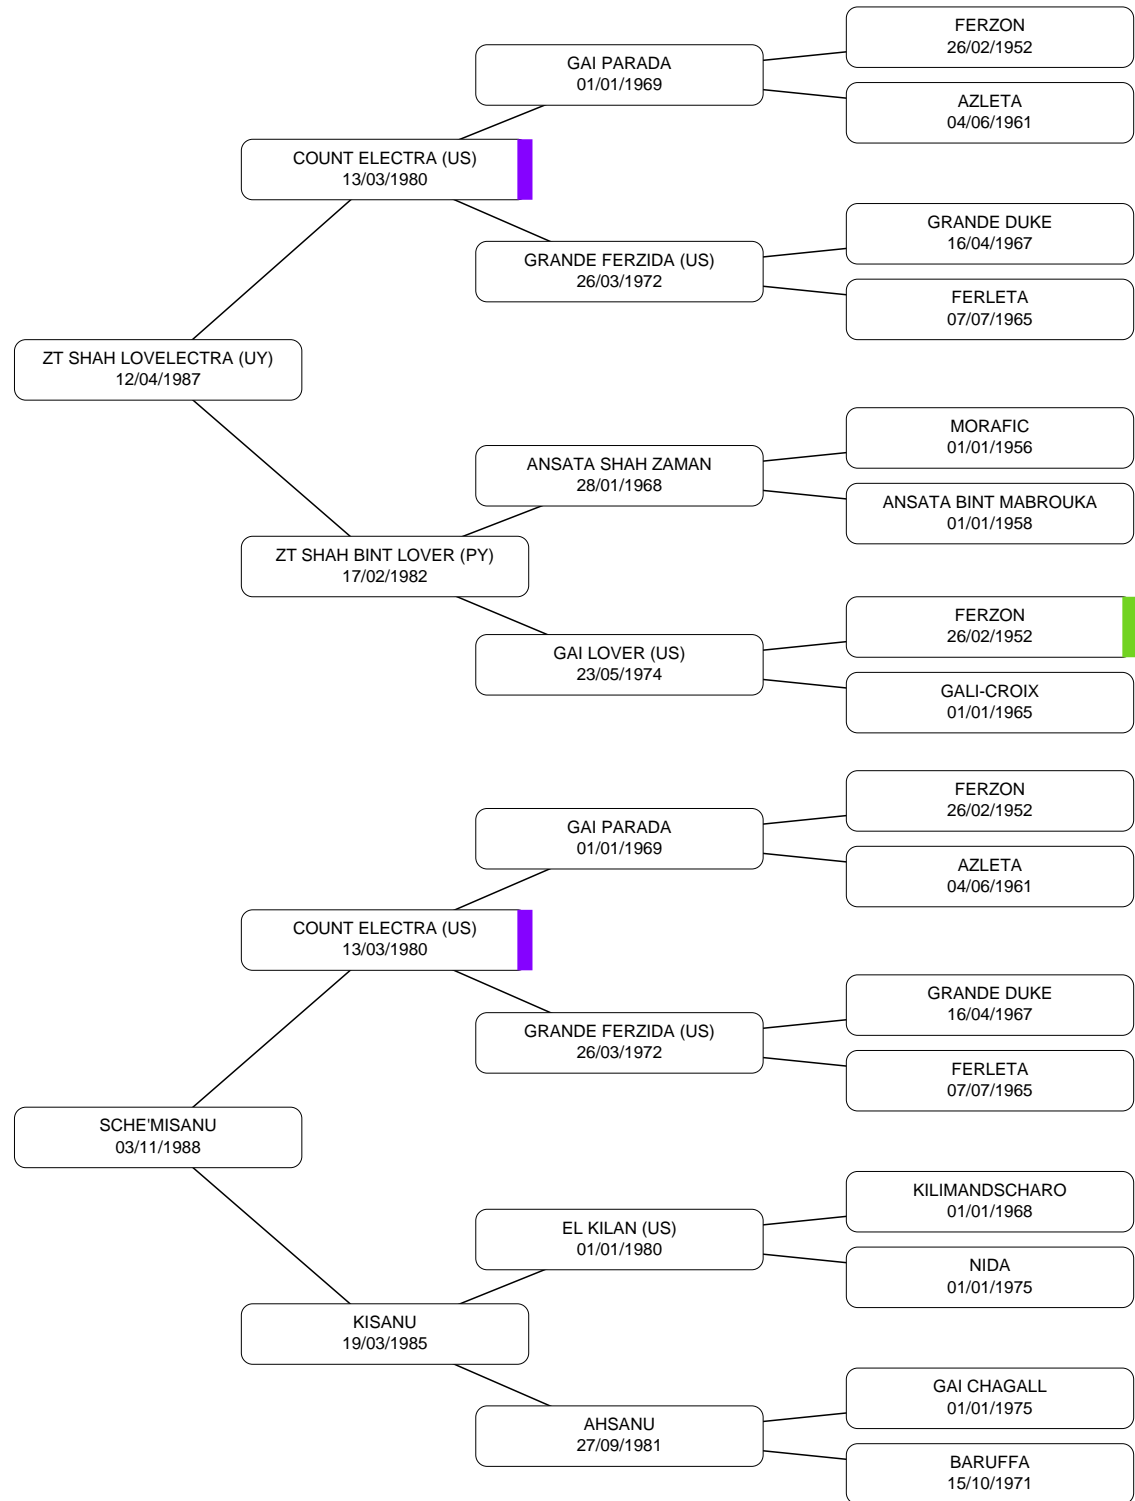 FERZON
26/02/1952
GAI PARADA
01/01/1969
AZLETA
04/06/1961
COUNT ELECTRA (US)
13/03/1980
GRANDE DUKE
16/04/1967
GRANDE FERZIDA (US)
26/03/1972
FERLETA
07/07/1965
ZT SHAH LOVELECTRA (UY)
12/04/1987
MORAFIC
01/01/1956
ANSATA SHAH ZAMAN
28/01/1968
ANSATA BINT MABROUKA
01/01/1958
ZT SHAH BINT LOVER (PY)
17/02/1982
FERZON
26/02/1952
GAI LOVER (US)
23/05/1974
GALI-CROIX
01/01/1965
FERZON
26/02/1952
GAI PARADA
01/01/1969
AZLETA
04/06/1961
COUNT ELECTRA (US)
13/03/1980
GRANDE DUKE
16/04/1967
GRANDE FERZIDA (US)
26/03/1972
FERLETA
07/07/1965
SCHE'MISANU
03/11/1988
KILIMANDSCHARO
01/01/1968
EL KILAN (US)
01/01/1980
NIDA
01/01/1975
KISANU
19/03/1985
GAI CHAGALL
01/01/1975
AHSANU
27/09/1981
BARUFFA
15/10/1971